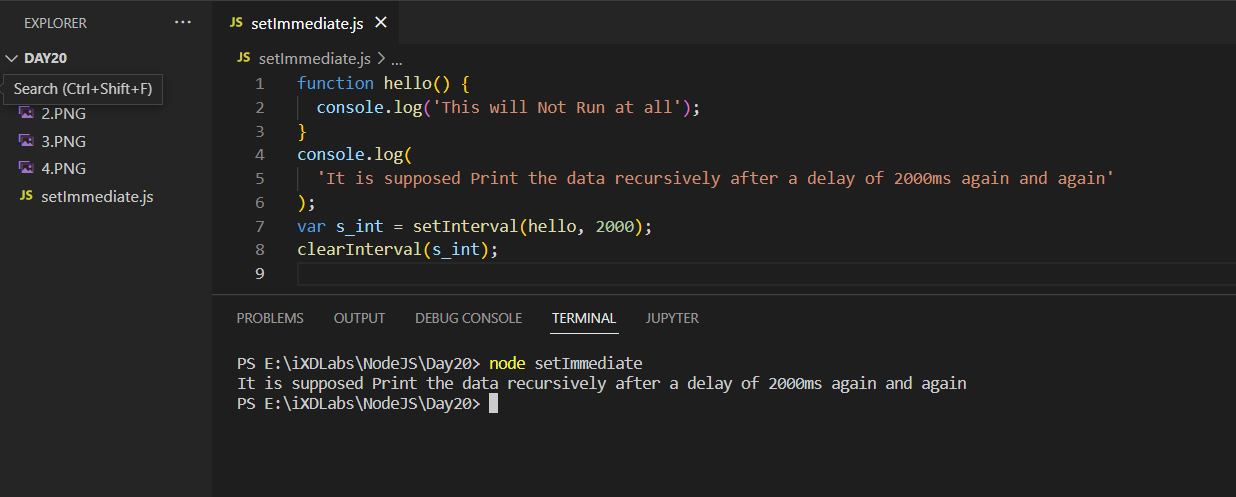 EXPLORER ...
DAY20
Search (Ctrl+Shift+F)
2.PNG
3.PNG
4.PNG
JS setImmediate.js
JS setImmediate.js ×
JS setImmediate.js > ...
1 function hello() {
2 console.log('This will Not Run at all');
3 }
4 console.log(
5 'It is supposed Print the data recursively after a delay of 2000ms again and again'
6 );
7 var s_int = setInterval(hello, 2000);
8 clearInterval(s_int);
9
PROBLEMS OUTPUT DEBUG CONSOLE TERMINAL JUPYTER
PS E:\iXDLabs\NodeJS\Day20> node setImmediate
It is supposed Print the data recursively after a delay of 2000ms again and again
PS E:\iXDLabs\NodeJS\Day20>